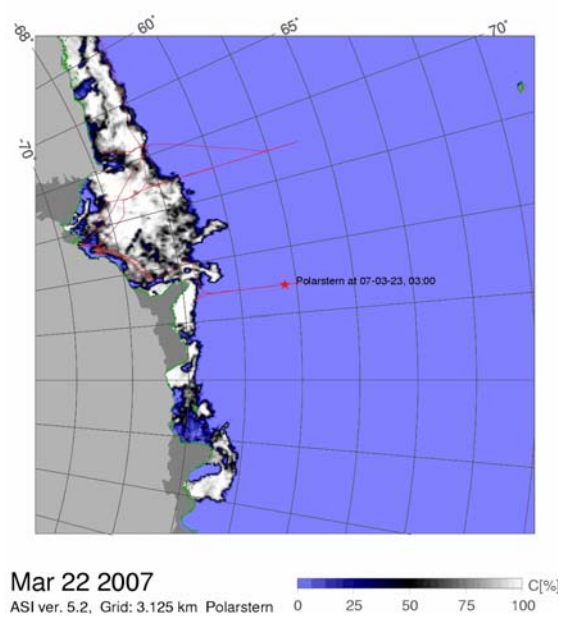 -68°
60°
65°
70°
-70°
Polarstern at 07-03-23, 03:00
Mar 22 2007
C[%]
ASI ver. 5.2, Grid: 3.125 km Polarstern
0 25 50 75 100